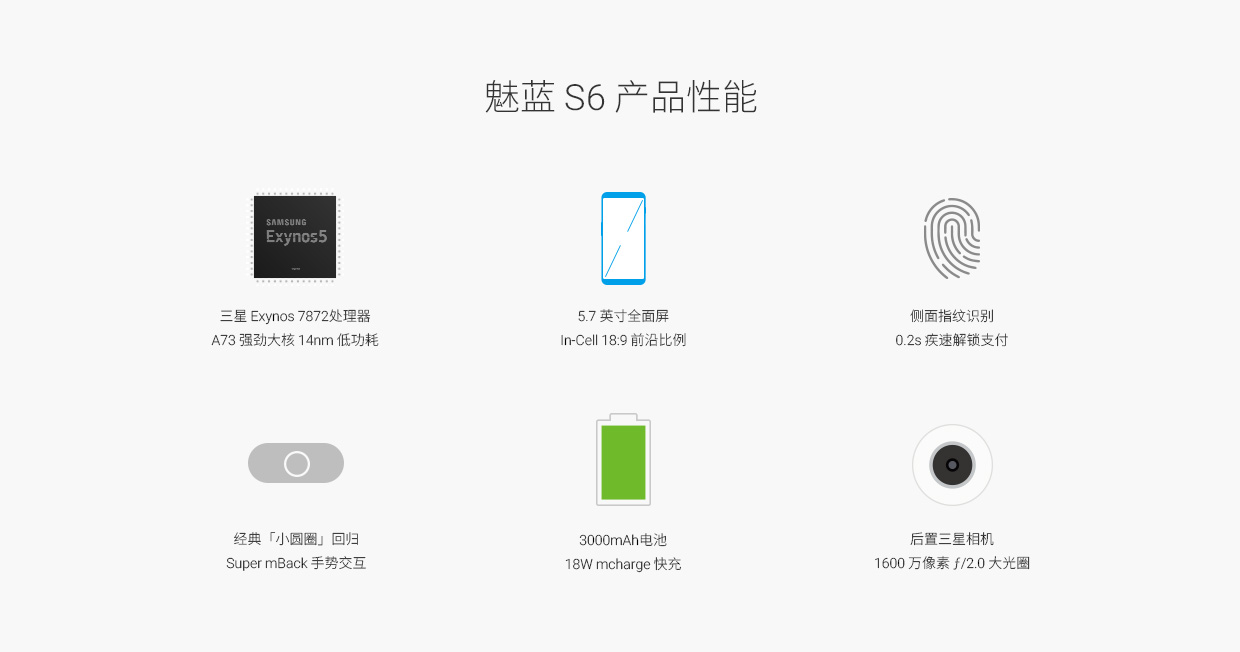 魅蓝 S6 产品性能
SAMSUNG
Exynos5
三星 Exynos 7872处理器
A73 强劲大核 14nm 低功耗
5.7 英寸全面屏
In-Cell 18:9 前沿比例
侧面指纹识别
0.2s 疾速解锁支付
经典「小圆圈」回归
Super mBack 手势交互
3000mAh电池
18W mcharge 快充
后置三星相机
1600 万像素 ƒ/2.0 大光圈